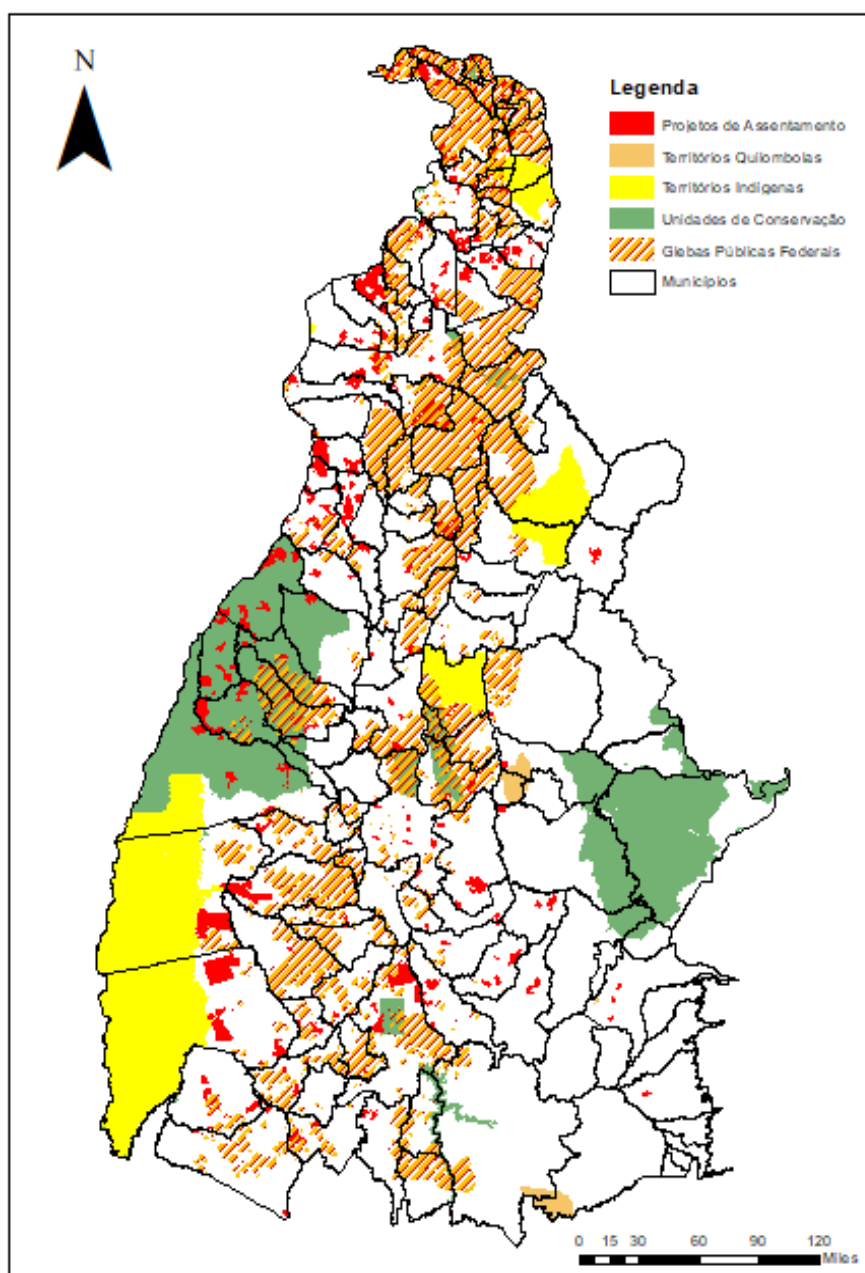 N
Legenda
Projetos de Assentamento
Territórios Quilombolas
Territórios Indígenas
Unidades de Conservação
Glebas Públicas Federais
Municípios
0 15 30 60 90 120
Miles